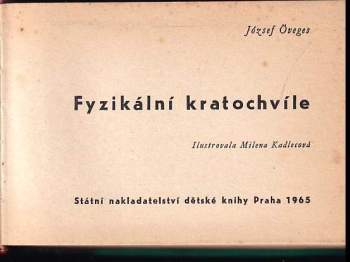 József Öveges
Fyzikální kratochvíle
Ilustrovala Milena Kadlecová
Státní nakladatelství dětské knihy Praha 1965